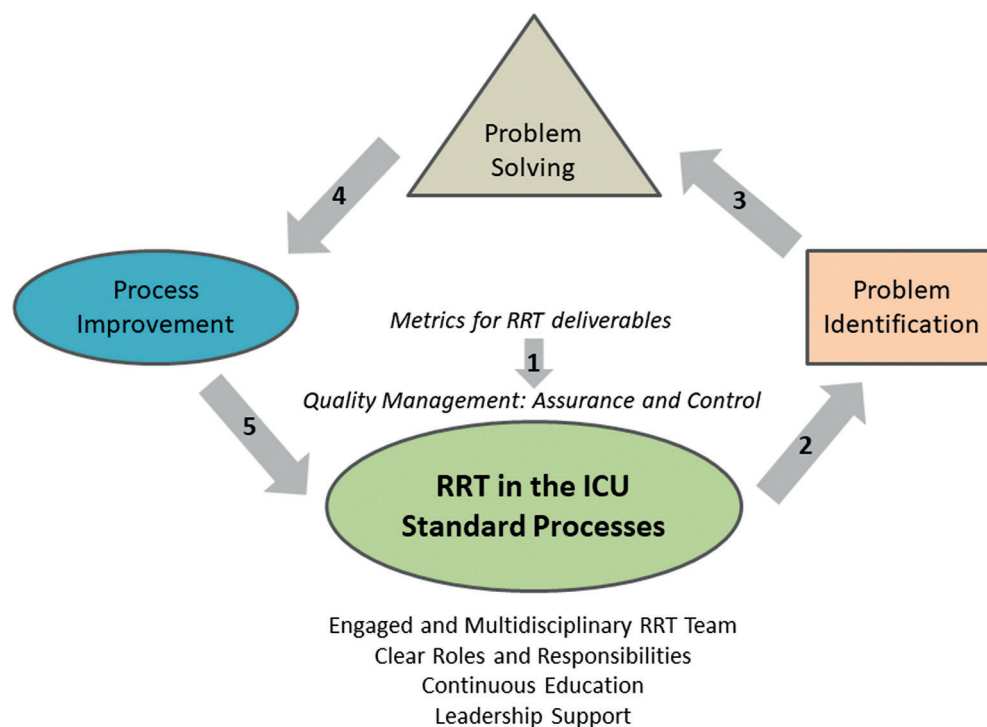 Problem
Solving
4
3
Process
Improvement
Problem
Identification
Metrics for RRT deliverables
1
Quality Management: Assurance and Control
5
2
RRT in the ICU
Standard Processes
Engaged and Multidisciplinary RRT Team
Clear Roles and Responsibilities
Continuous Education
Leadership Support